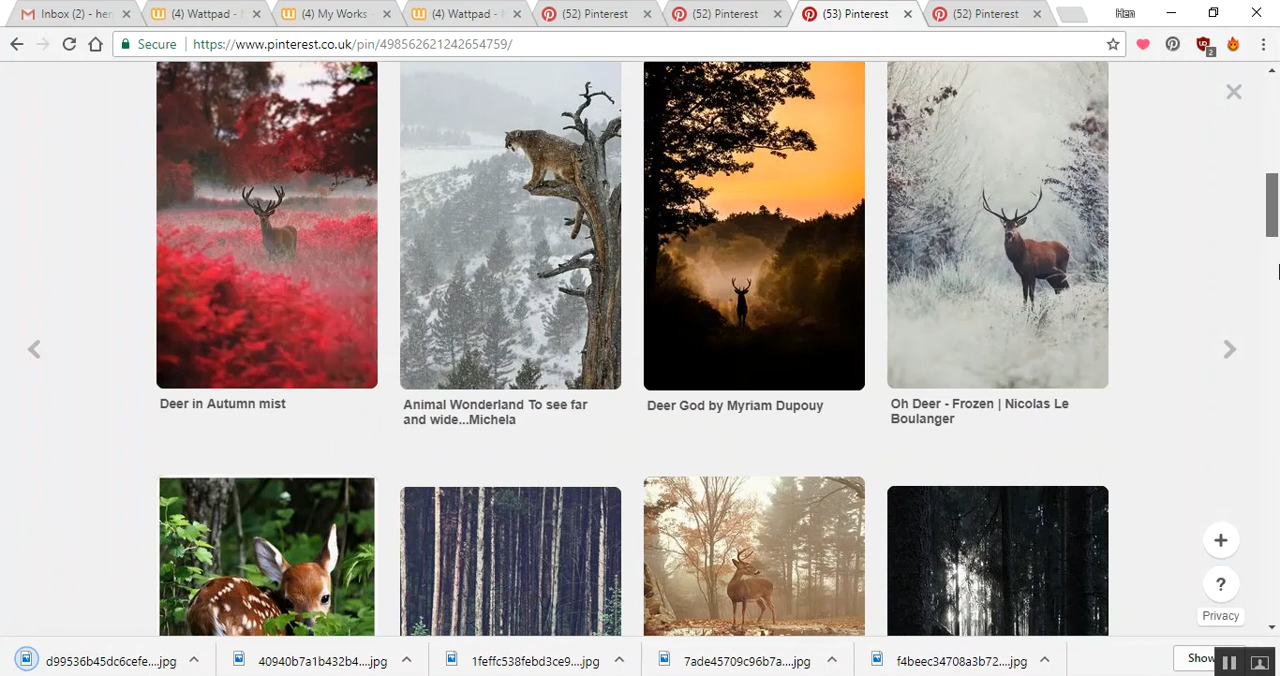 Inbox (2) - hen
(4) Wattpad -
(4) My Works -
(4) Wattpad -
(52) Pinterest
(52) Pinterest
(53) Pinterest
(52) Pinterest
Hen
Secure
https://www.pinterest.co.uk/pin/498562621242654759/
2
Deer in Autumn mist
Animal Wonderland To see far
and wide...Michela
Deer God by Myriam Dupouy
Oh Deer - Frozen | Nicolas Le
Boulanger
+
?
Privacy
d99536b45dc6cefe....jpg
40940b7a1b432b4....jpg
1feffc538febd3ce9....jpg
7ade45709c96b7a....jpg
f4beec34708a3b72....jpg
Show